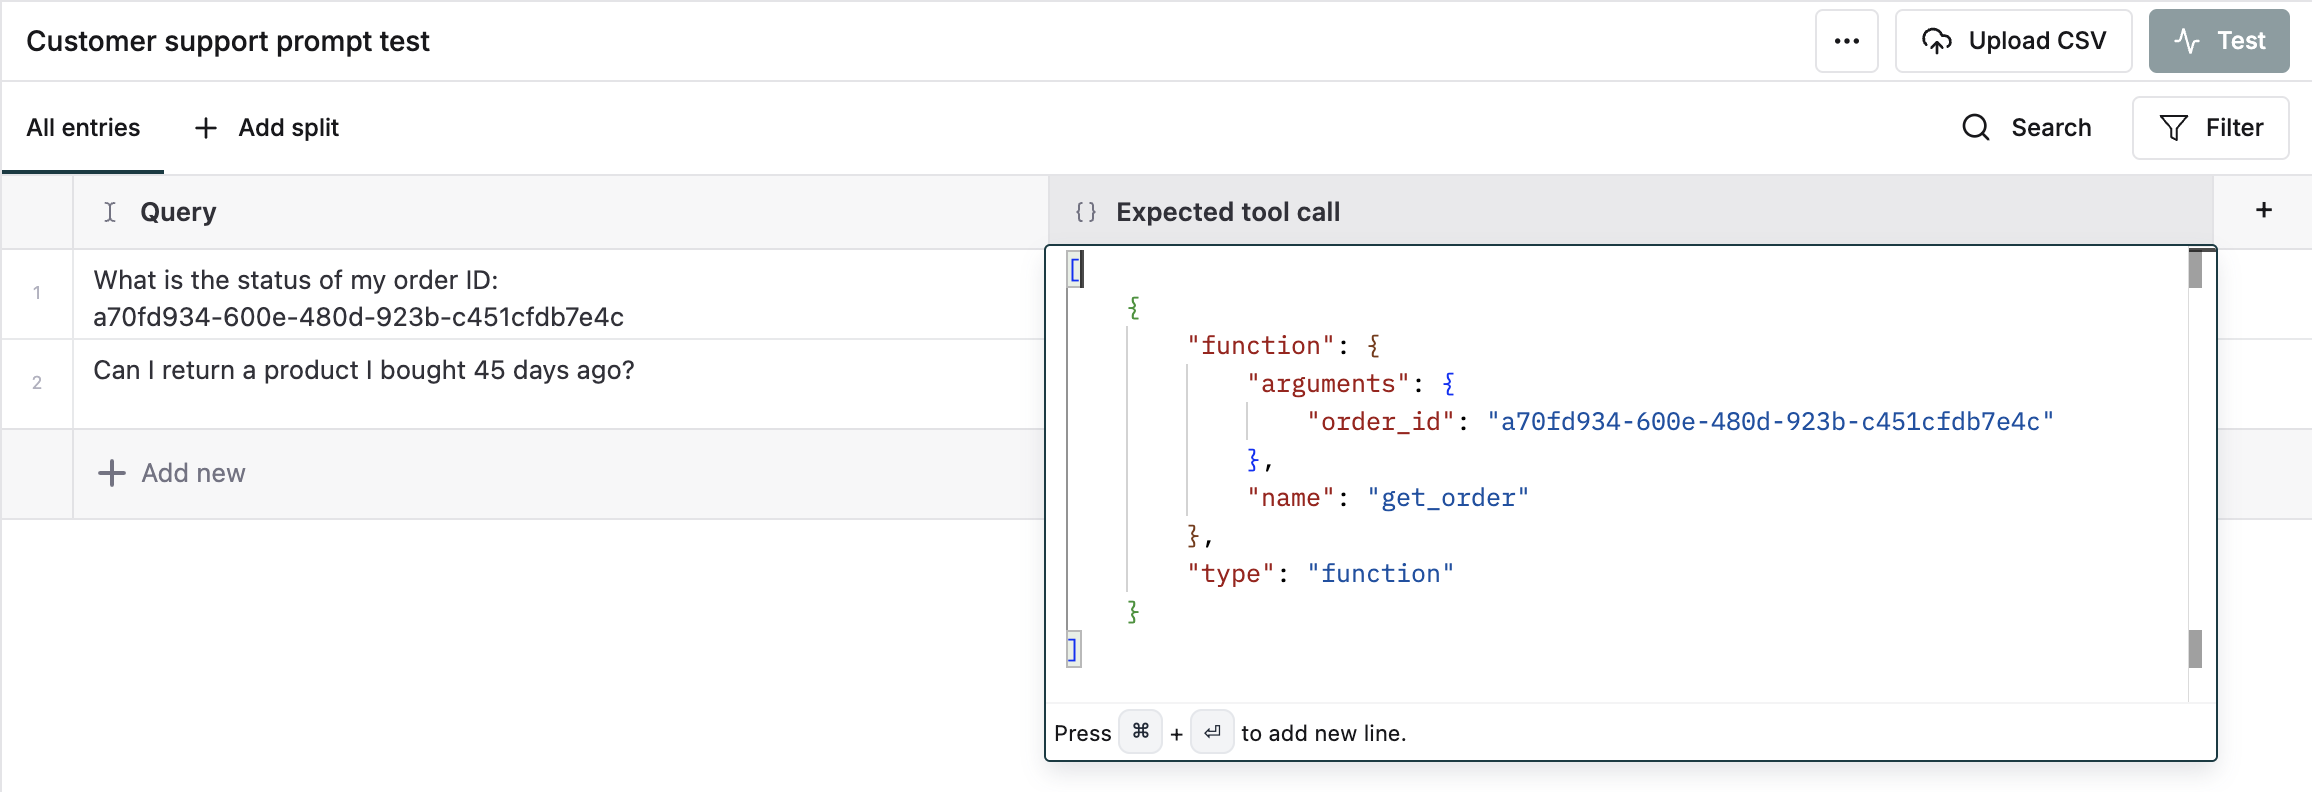 Customer support prompt test
Upload CSV
Test
All entries
Add split
Search
Filter
Query
{} Expected tool call
+
1
What is the status of my order ID:
a70fd934-600e-480d-923b-c451cfdb7e4c
2
Can I return a product I bought 45 days ago?
Add new
[
{
"function": {
"arguments": {
"order_id": "a70fd934-600e-480d-923b-c451cfdb7e4c"
},
"name": "get_order"
},
"type": "function"
}
]
Press ⌘ + ⏎ to add new line.